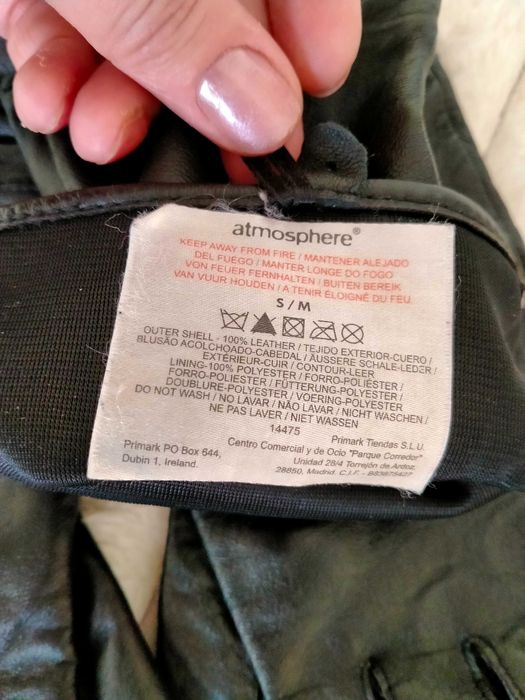 atmosphere®
KEEP AWAY FROM FIRE / MANTENER ALEJADO
DEL FUEGO / MANTER LONGE DO FOGO
VON FEUER FERNHALTEN / BUITEN BEREIK
VAN VUUR HOUDEN / A TENIR ÉLOIGNÉ DU FEU
S / M
OUTER SHELL - 100% LEATHER / TEJIDO EXTERIOR-CUERO /
BLUSÃO ACOLCHOADO-CABEDAL / ÄUSSERE SCHALE-LEDER /
EXTÉRIEUR-CUIR / CONTOUR-LEER
LINING-100% POLYESTER / FORRO-POLIÉSTER /
FORRO-POLIESTER / FÜTTERUNG-POLYESTER /
DOUBLURE-POLYESTER / VOERING-POLYESTER
DO NOT WASH / NO LAVAR / NÃO LAVAR / NICHT WASCHEN /
NE PAS LAVER / NIET WASSEN
14475
Primark PO Box 644,
Dubin 1, Ireland.
Primark Tiendas S.L.U.
Centro Comercial y de Ocio "Parque Corredor"
Unidad 28/4 Torrejón de Ardoz
28850, Madrid. C.I.F. - B83875427